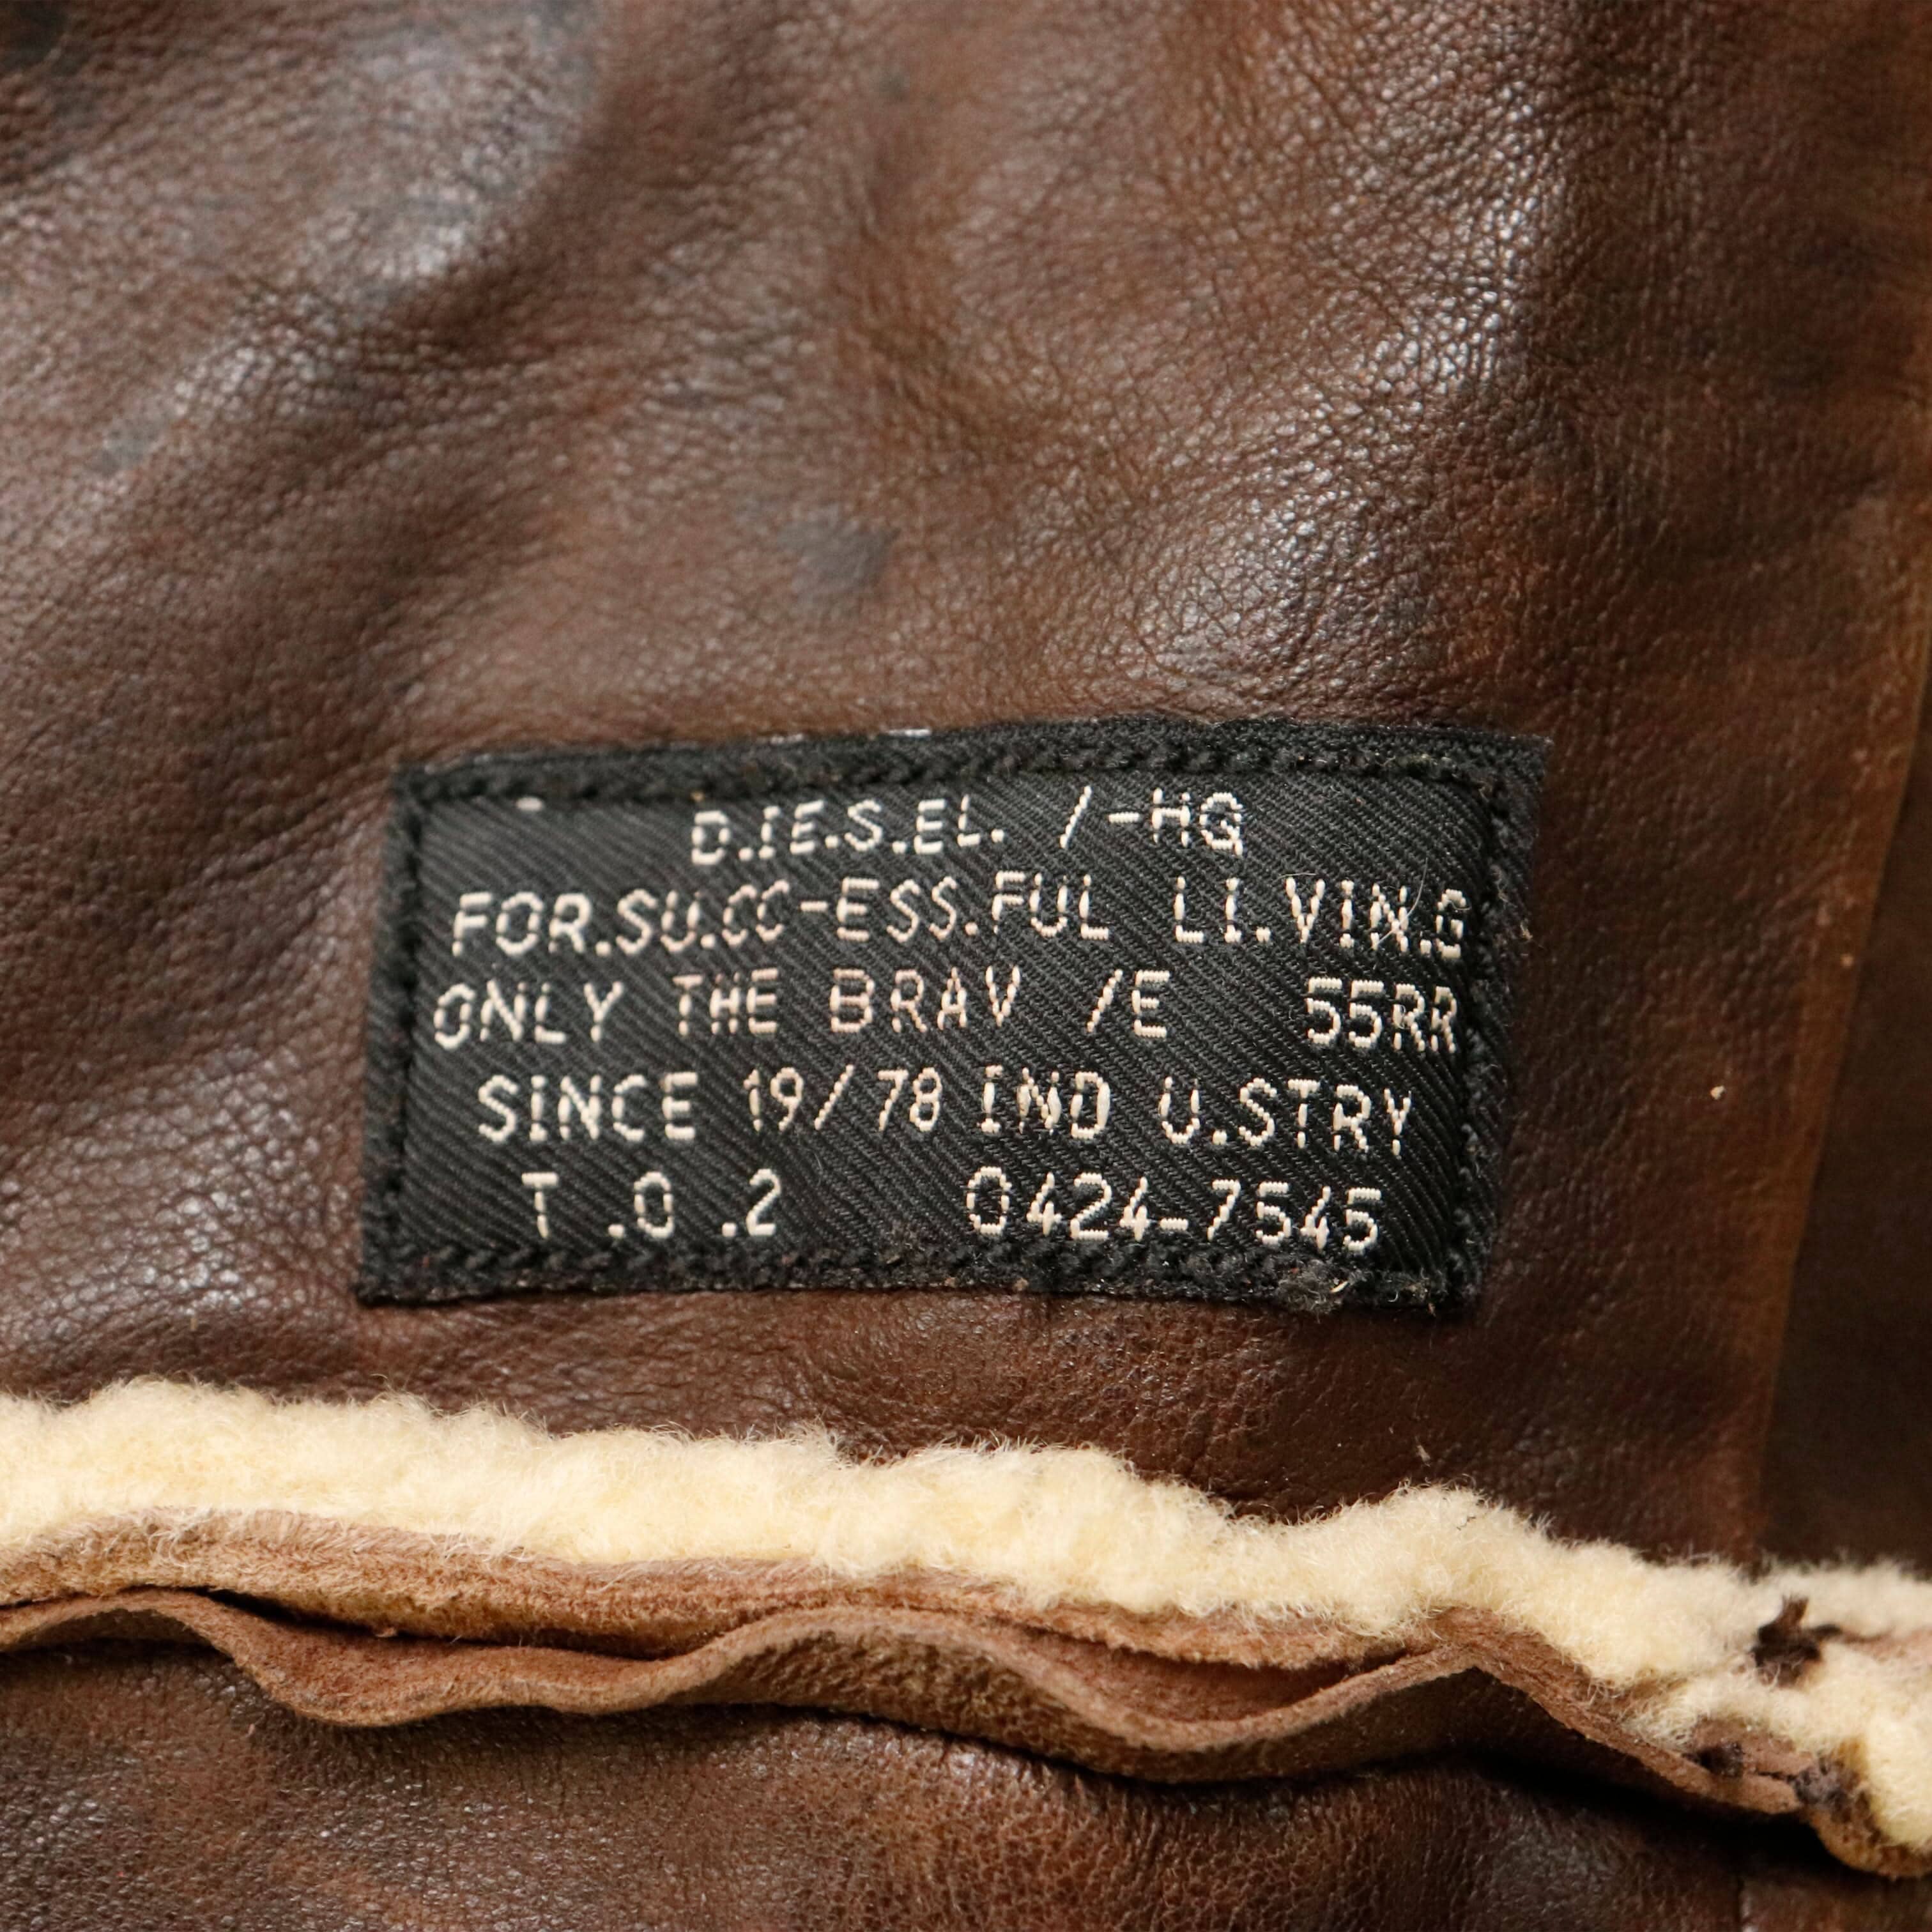 D.IE.S.EL. /-HQ
FOR.SU.CC-ESS.FUL LI.VIN.G
ONLY THE BRAV /E 55RR
SINCE 19/78 IND U.STRY
T .O .2 0424-7545